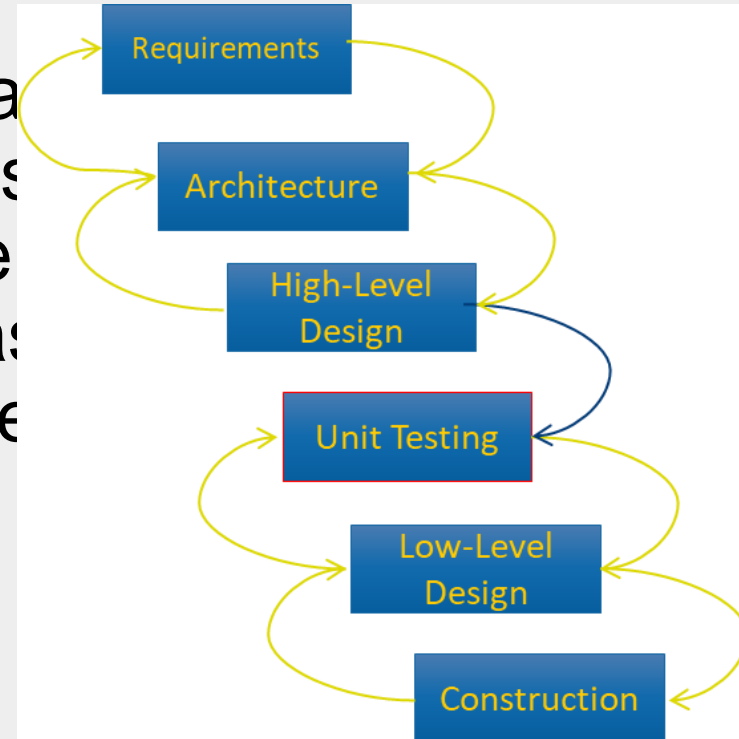 Requirements
Architecture
High-Level
Design
Unit Testing
Low-Level
Design
Construction